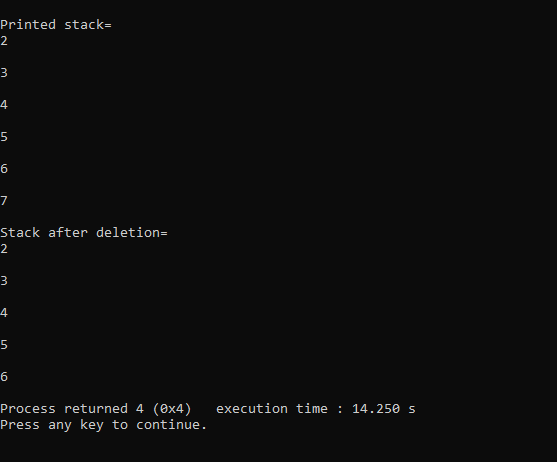 Printed stack=
2
3
4
5
6
7
Stack after deletion=
2
3
4
5
6
Process returned 4 (0x4)   execution time : 14.250 s
Press any key to continue.